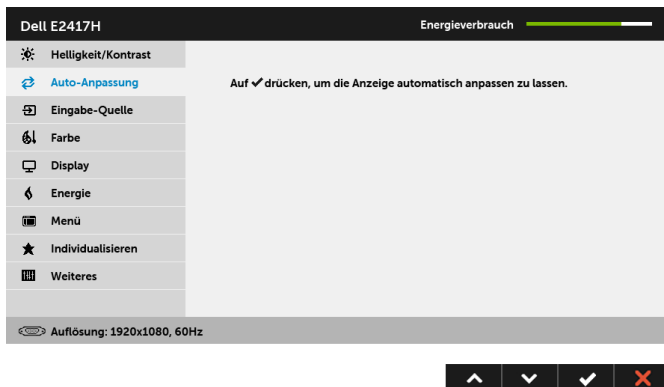 Dell E2417H
Energieverbrauch
Helligkeit/Kontrast
Auto-Anpassung
Auf ✔ drücken, um die Anzeige automatisch anpassen zu lassen.
Eingabe-Quelle
Farbe
Display
Energie
Menü
Individualisieren
Weiteres
Auflösung: 1920x1080, 60Hz